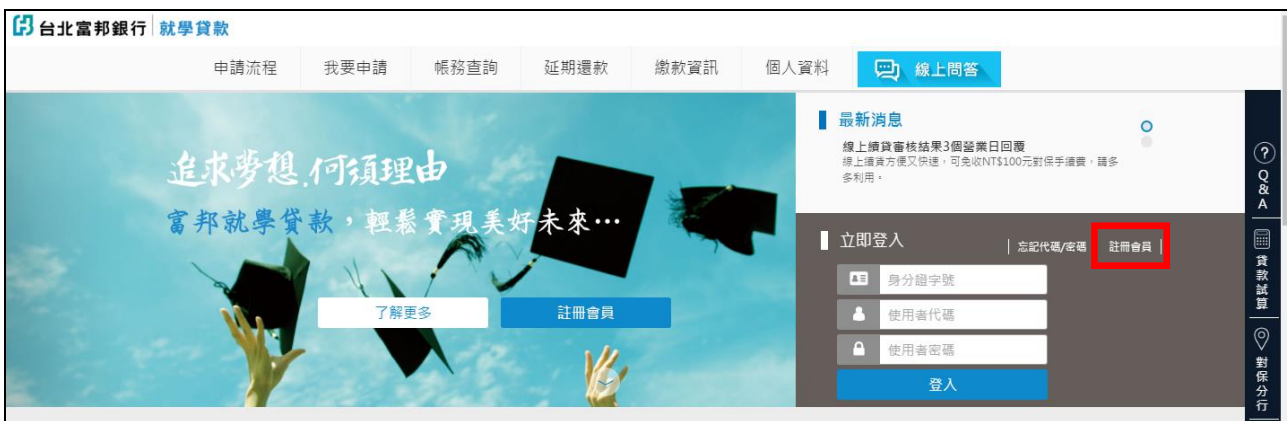 台北富邦銀行 就學貸款
申請流程 我要申請 帳務查詢 延期還款 繳款資訊 個人資料 線上問答
追求夢想.何須理由
富邦就學貸款，輕鬆實現美好未來…
了解更多 註冊會員
最新消息
線上續貸審核結果3個營業日回覆
線上續貸方便又快速，可免收NT$100元對保手續費，請多
多利用。
立即登入 | 忘記代碼/密碼 註冊會員 |
身分證字號
使用者代碼
使用者密碼
登入
Q&A
貸款試算
對保分行